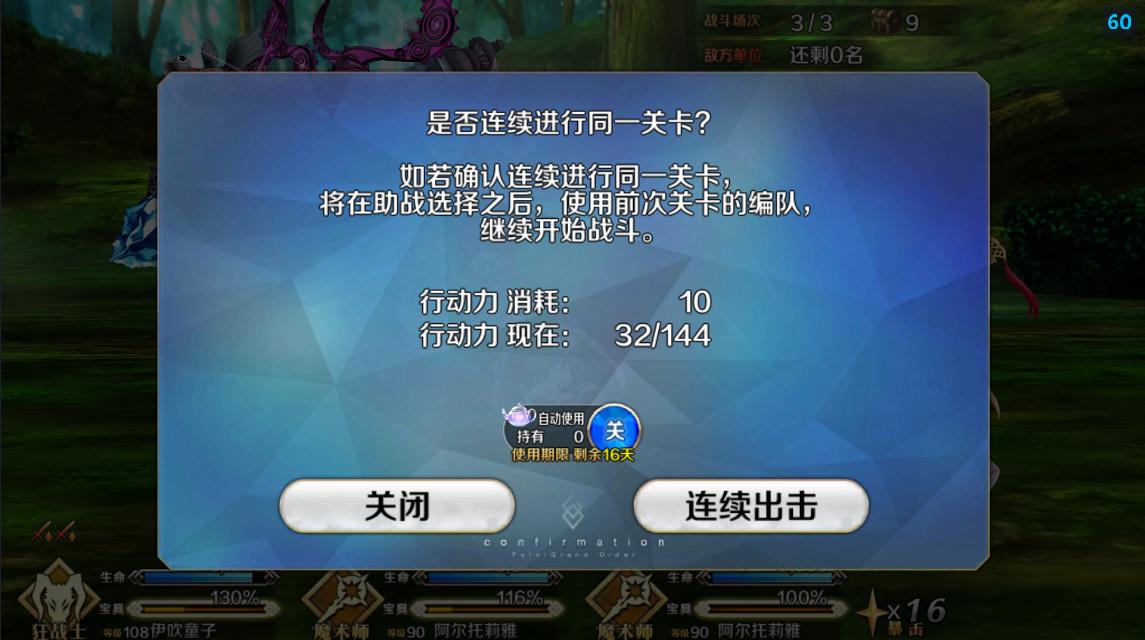 60
战斗场次 3/3 9
敌方单位 还剩0名
是否连续进行同一关卡？
如若确认连续进行同一关卡，
将在助战选择之后，使用前次关卡的编队，
继续开始战斗。
行动力 消耗： 10
行动力 现在： 32/144
自动使用
持有 0
关
使用期限 剩余16天
关闭
连续出击
confirmation
Fate/Grand Order
生命
宝具 130%
狂战士 等级108 伊吹童子
生命
宝具 116%
魔术师 等级90 阿尔托莉雅
生命
宝具 100%
魔术师 等级90 阿尔托莉雅
x16
暴击